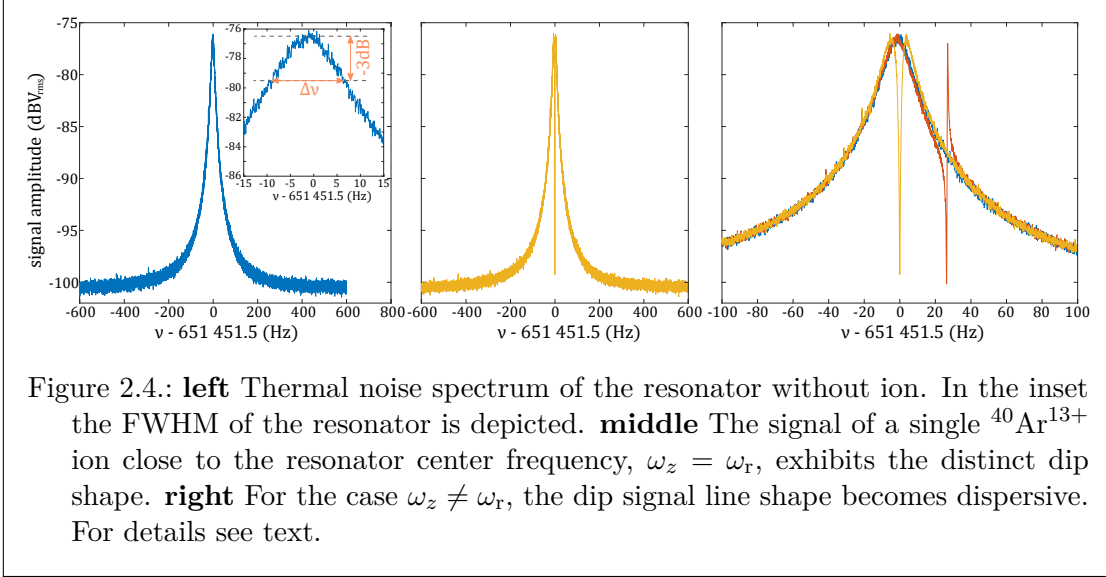 signal amplitude (dBVrms)
-75
-80
-85
-90
-95
-100
-600 -400 -200 0 200 400 600 800
ν - 651 451.5 (Hz)
-76
-78
-80
-82
-84
-86
-15 -10 -5 0 5 10 15
ν - 651 451.5 (Hz)
-3dB
Δν
-600 -400 -200 0 200 400 600
ν - 651 451.5 (Hz)
-100 -80 -60 -40 -20 0 20 40 60 80 100
ν - 651 451.5 (Hz)
Figure 2.4.: left Thermal noise spectrum of the resonator without ion. In the inset
the FWHM of the resonator is depicted. middle The signal of a single ⁴⁰Ar¹³⁺
ion close to the resonator center frequency, ω_z = ω_r, exhibits the distinct dip
shape. right For the case ω_z ≠ ω_r, the dip signal line shape becomes dispersive.
For details see text.